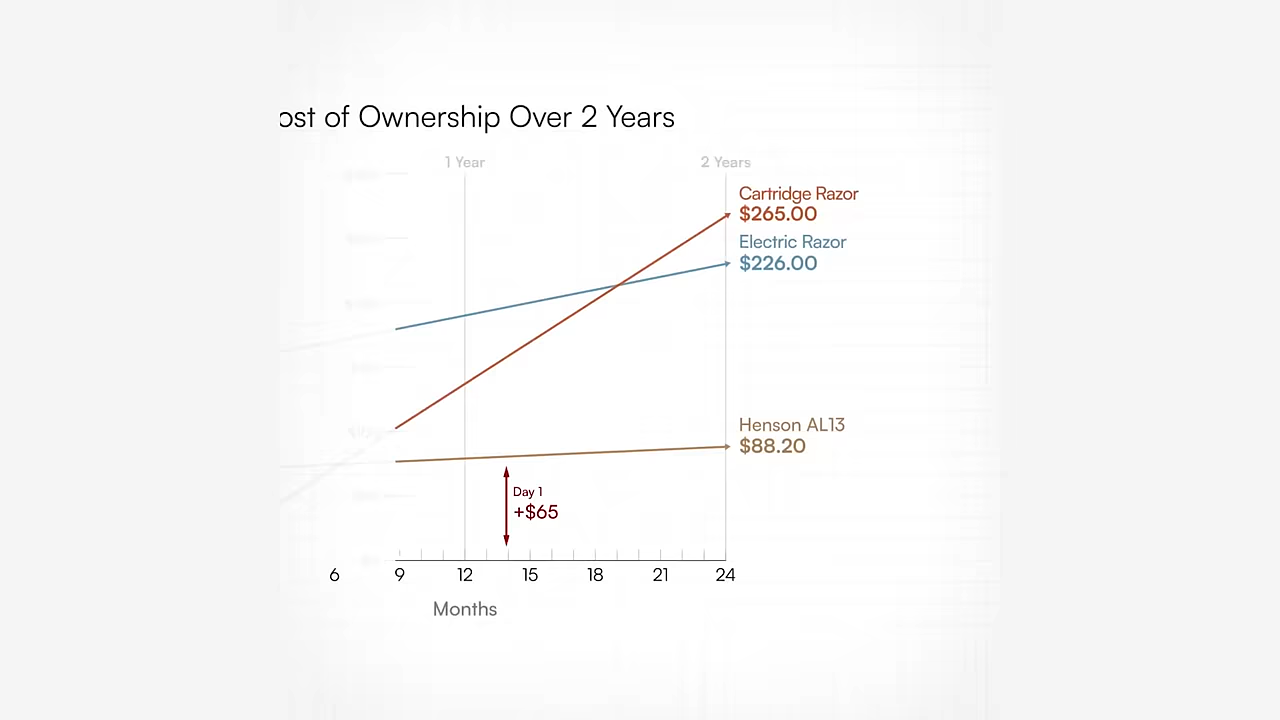 ost of Ownership Over 2 Years
1 Year
2 Years
Cartridge Razor
$265.00
Electric Razor
$226.00
Henson AL13
$88.20
Day 1
+$65
6 9 12 15 18 21 24
Months